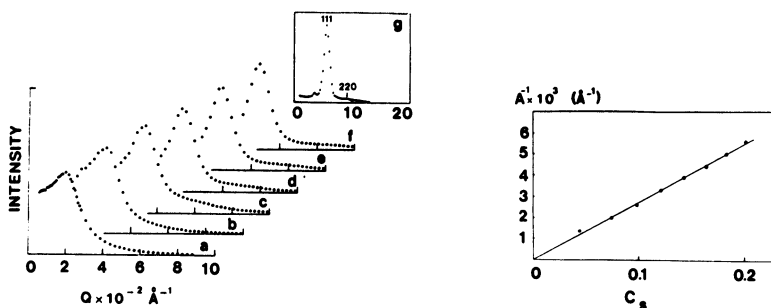 INTENSITY
a
b
c
d
e
f
0 2 4 6 8 10
Q × 10⁻² Å⁻¹
g
111
220
0 10 20
A⁻¹ × 10³ (Å⁻¹)
6
5
4
3
2
1
0 0.1 0.2
Cₛ